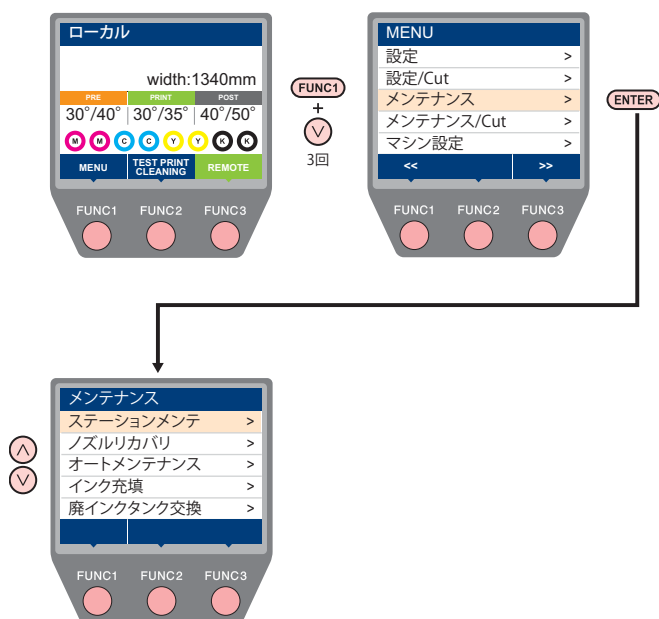 ローカル
width:1340mm
PRE PRINT POST
30°/40° 30°/35° 40°/50°
M M C C Y Y K K
MENU TEST PRINT CLEANING REMOTE
FUNC1 FUNC2 FUNC3
FUNC1
+
3回
MENU
設定 >
設定/Cut >
メンテナンス >
メンテナンス/Cut >
マシン設定 >
<< >>
FUNC1 FUNC2 FUNC3
ENTER
メンテナンス
ステーションメンテ >
ノズルリカバリ >
オートメンテナンス >
インク充填 >
廃インクタンク交換 >
FUNC1 FUNC2 FUNC3